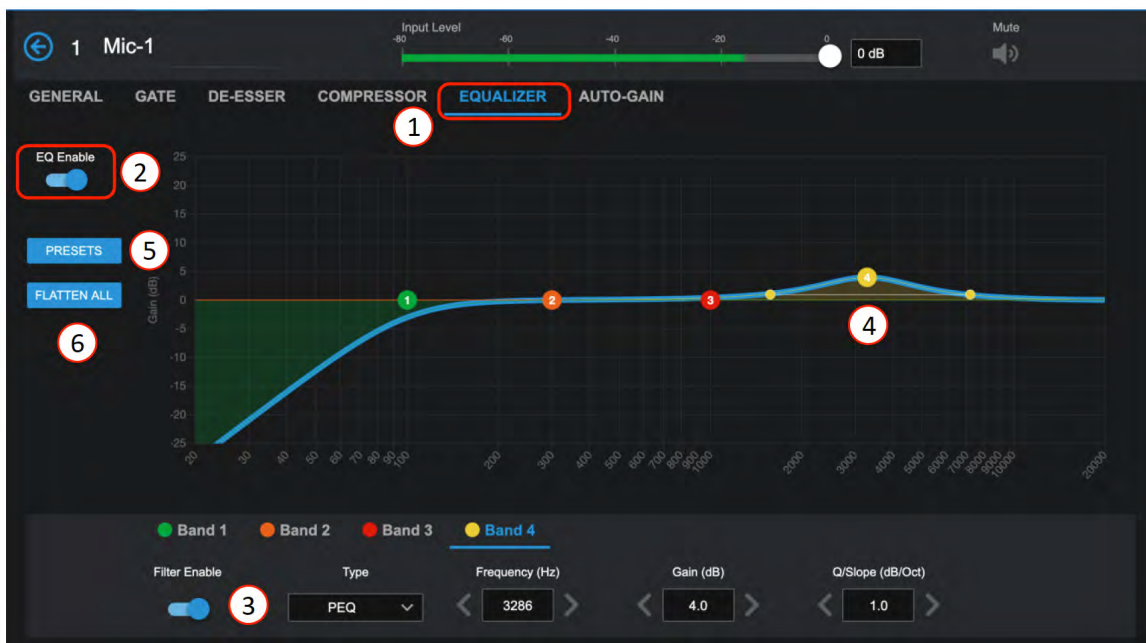 Input Level
Mute
-80 -60 -40 -20 0
1 Mic-1
0 dB
GENERAL GATE DE-ESSER COMPRESSOR EQUALIZER AUTO-GAIN
1
EQ Enable
2
PRESETS
5
FLATTEN ALL
6
Gain (dB)
25
20
15
10
5
0
-5
-10
-15
-20
-25
1 2 3 4
4
20 30 40 50 60 70 80 90 100 200 300 400 500 600 700 800 900 1000 2000 3000 4000 5000 6000 7000 8000 9000 10000 20000
Band 1 Band 2 Band 3 Band 4
Filter Enable Type Frequency (Hz) Gain (dB) Q/Slope (dB/Oct)
3 PEQ 3286 4.0 1.0